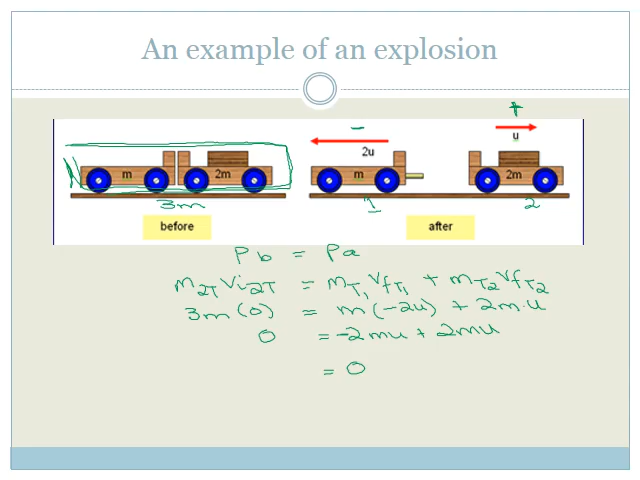 An example of an explosion
+
-
2u
u
m
2m
m
2m
3m
1
2
before
after
Pb = Pa
m2T Vi2T = mT1 VfT1 + mT2 VfT2
3m(0) = m(-2u) + 2m·u
0 = -2mu + 2mu
= 0